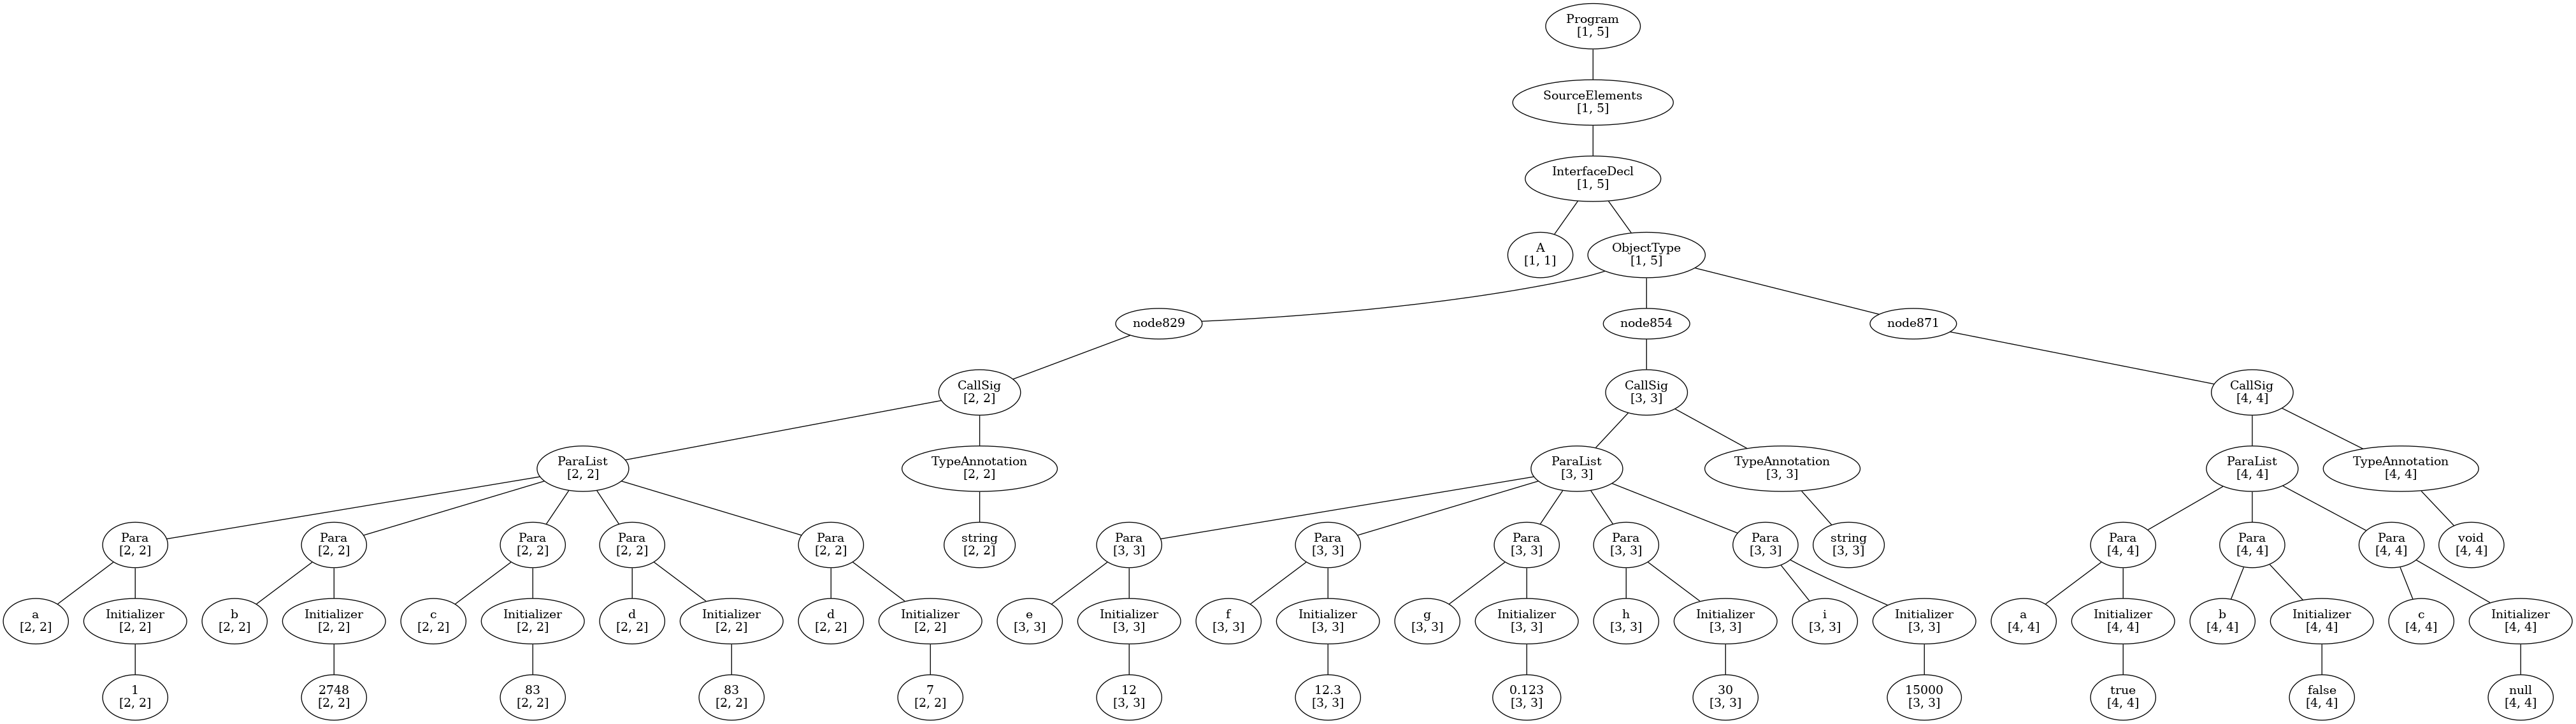 Program
[1, 5]
SourceElements
[1, 5]
InterfaceDecl
[1, 5]
A
[1, 1]
ObjectType
[1, 5]
node829
node854
node871
CallSig
[2, 2]
CallSig
[3, 3]
CallSig
[4, 4]
ParaList
[2, 2]
TypeAnnotation
[2, 2]
ParaList
[3, 3]
TypeAnnotation
[3, 3]
ParaList
[4, 4]
TypeAnnotation
[4, 4]
Para
[2, 2]
Para
[2, 2]
Para
[2, 2]
Para
[2, 2]
Para
[2, 2]
string
[2, 2]
Para
[3, 3]
Para
[3, 3]
Para
[3, 3]
Para
[3, 3]
Para
[3, 3]
string
[3, 3]
Para
[4, 4]
Para
[4, 4]
Para
[4, 4]
void
[4, 4]
a
[2, 2]
Initializer
[2, 2]
b
[2, 2]
Initializer
[2, 2]
c
[2, 2]
Initializer
[2, 2]
d
[2, 2]
Initializer
[2, 2]
d
[2, 2]
Initializer
[2, 2]
e
[3, 3]
Initializer
[3, 3]
f
[3, 3]
Initializer
[3, 3]
g
[3, 3]
Initializer
[3, 3]
h
[3, 3]
Initializer
[3, 3]
i
[3, 3]
Initializer
[3, 3]
a
[4, 4]
Initializer
[4, 4]
b
[4, 4]
Initializer
[4, 4]
c
[4, 4]
Initializer
[4, 4]
1
[2, 2]
2748
[2, 2]
83
[2, 2]
83
[2, 2]
7
[2, 2]
12
[3, 3]
12.3
[3, 3]
0.123
[3, 3]
30
[3, 3]
15000
[3, 3]
true
[4, 4]
false
[4, 4]
null
[4, 4]